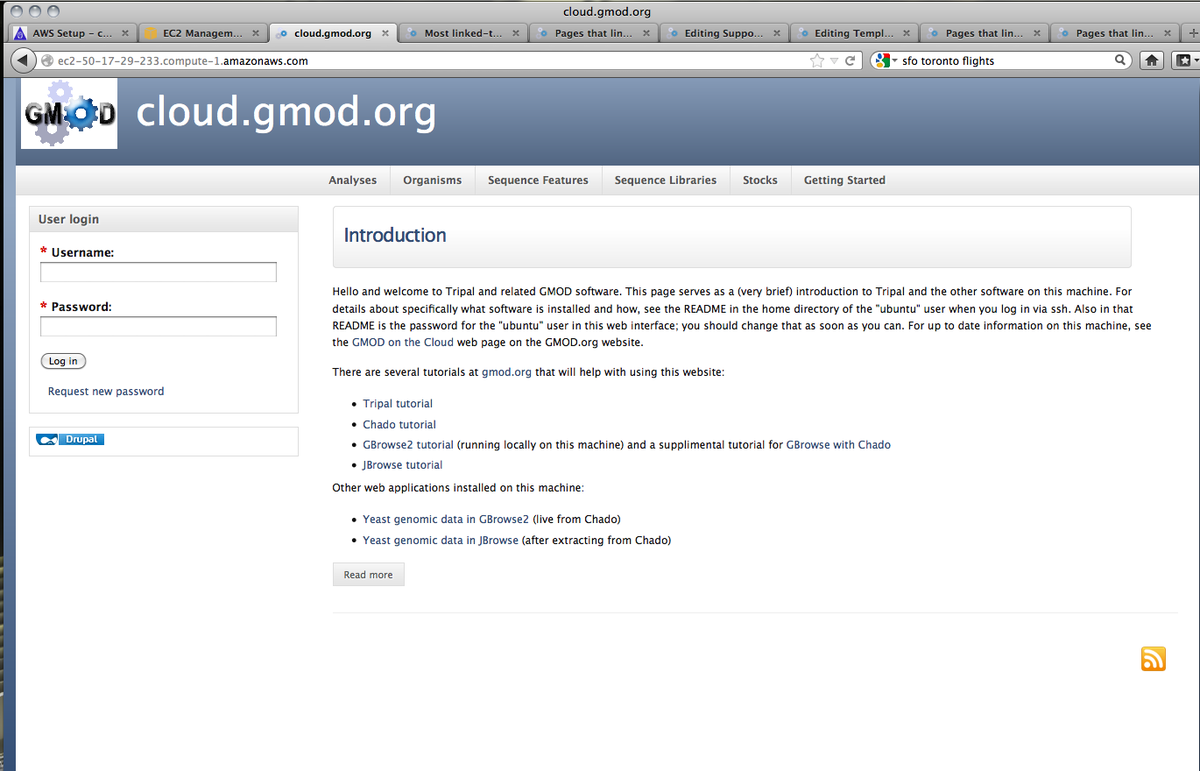 cloud.gmod.org
AWS Setup - c...
EC2 Managem...
cloud.gmod.org
Most linked-t...
Pages that lin...
Editing Suppo...
Editing Templ...
Pages that lin...
Pages that lin...
ec2-50-17-29-233.compute-1.amazonaws.com
sfo toronto flights
GMOD
cloud.gmod.org
Analyses
Organisms
Sequence Features
Sequence Libraries
Stocks
Getting Started
User login
* Username:
* Password:
Log in
Request new password
Drupal
Introduction
Hello and welcome to Tripal and related GMOD software. This page serves as a (very brief) introduction to Tripal and the other software on this machine. For
details about specifically what software is installed and how, see the README in the home directory of the "ubuntu" user when you log in via ssh. Also in that
README is the password for the "ubuntu" user in this web interface; you should change that as soon as you can. For up to date information on this machine, see
the GMOD on the Cloud web page on the GMOD.org website.
There are several tutorials at gmod.org that will help with using this website:
• Tripal tutorial
• Chado tutorial
• GBrowse2 tutorial (running locally on this machine) and a supplimental tutorial for GBrowse with Chado
• JBrowse tutorial
Other web applications installed on this machine:
• Yeast genomic data in GBrowse2 (live from Chado)
• Yeast genomic data in JBrowse (after extracting from Chado)
Read more